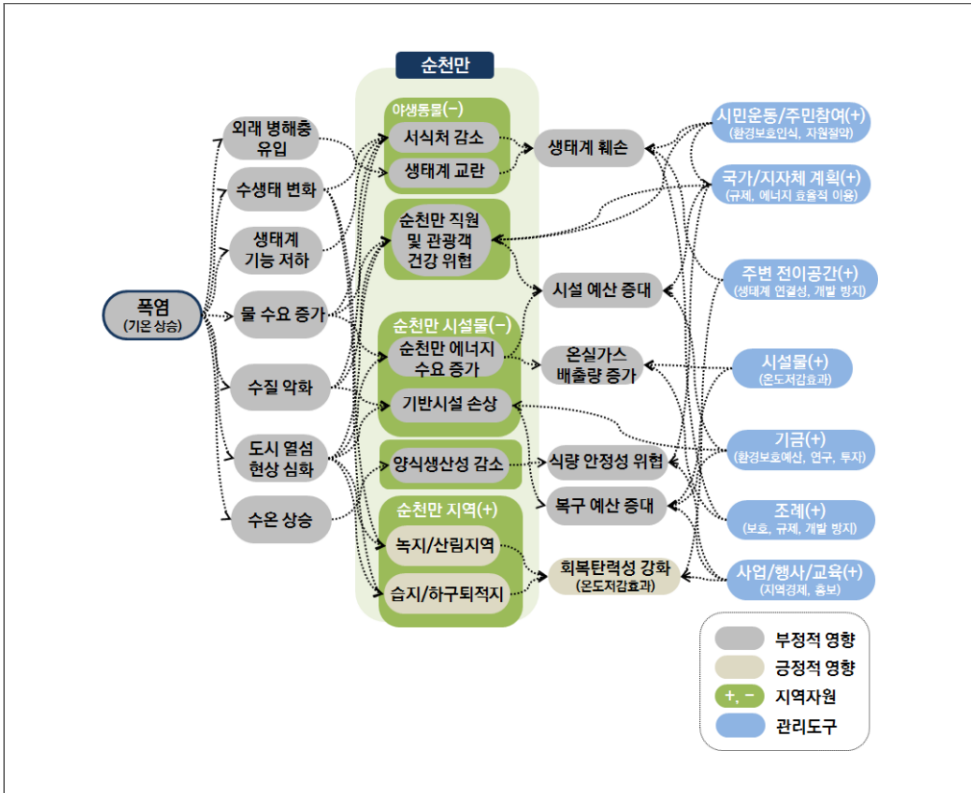 순천만
야생동물(-)
서식처 감소
생태계 교란
순천만 직원
및 관광객
건강 위협
순천만 시설물(-)
순천만 에너지
수요 증가
기반시설 손상
양식생산성 감소
순천만 지역(+)
녹지/산림지역
습지/하구퇴적지
폭염
(기온 상승)
외래 병해충
유입
수생태 변화
생태계
기능 저하
물 수요 증가
수질 악화
도시 열섬
현상 심화
수온 상승
생태계 훼손
시설 예산 증대
온실가스
배출량 증가
식량 안정성 위협
복구 예산 증대
회복탄력성 강화
(온도저감효과)
시민운동/주민참여(+)
(환경보호인식, 자원절약)
국가/지자체 계획(+)
(규제, 에너지 효율적 이용)
주변 전이공간(+)
(생태계 연결성, 개발 방지)
시설물(+)
(온도저감효과)
기금(+)
(환경보호예산, 연구, 투자)
조례(+)
(보호, 규제, 개발 방지)
사업/행사/교육(+)
(지역경제, 홍보)
부정적 영향
긍정적 영향
+, - 지역자원
관리도구